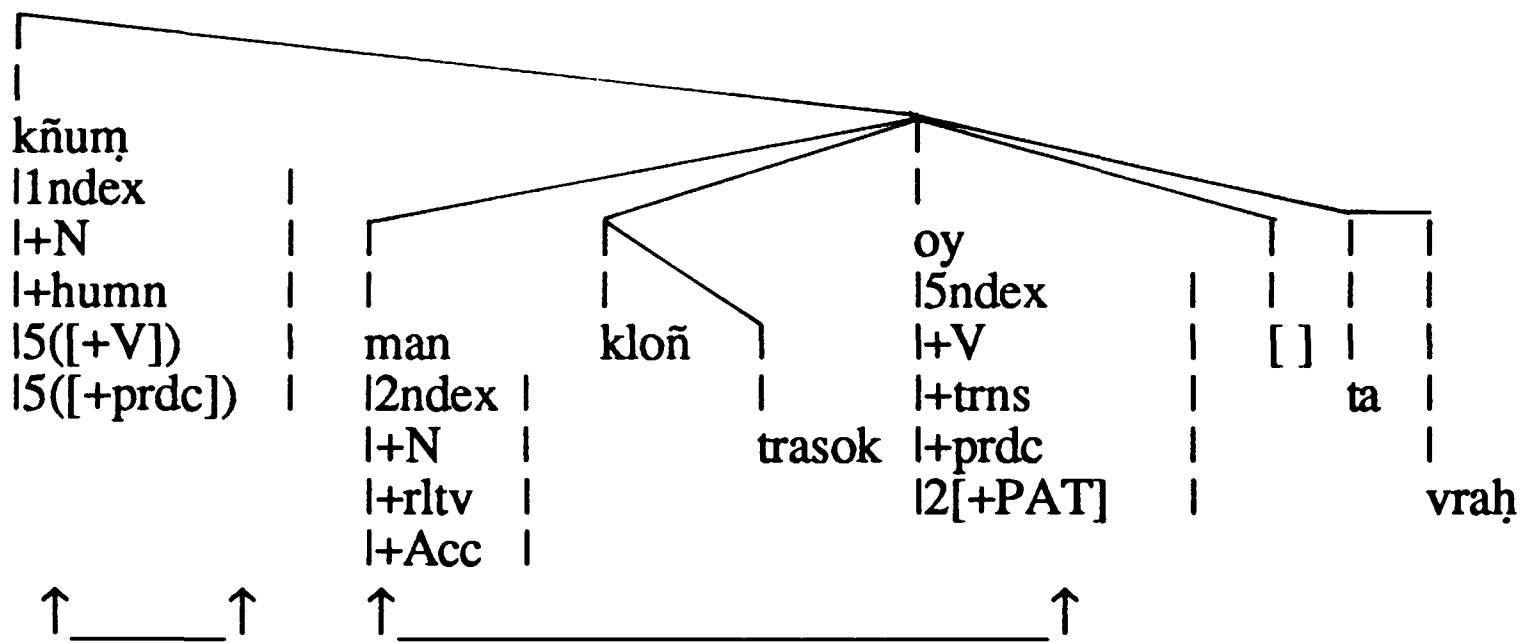 kñuṃ
|1ndex |
|+N | oy
|+humn | |5ndex |
|5([+V]) | man kloñ |+V | [ ]
|5([+prdc]) | |2ndex | |+trns | ta
|+N | trasok |+prdc |
|+rltv | |2[+PAT] | vraḥ
|+Acc |
↑ ↑ ↑ ↑